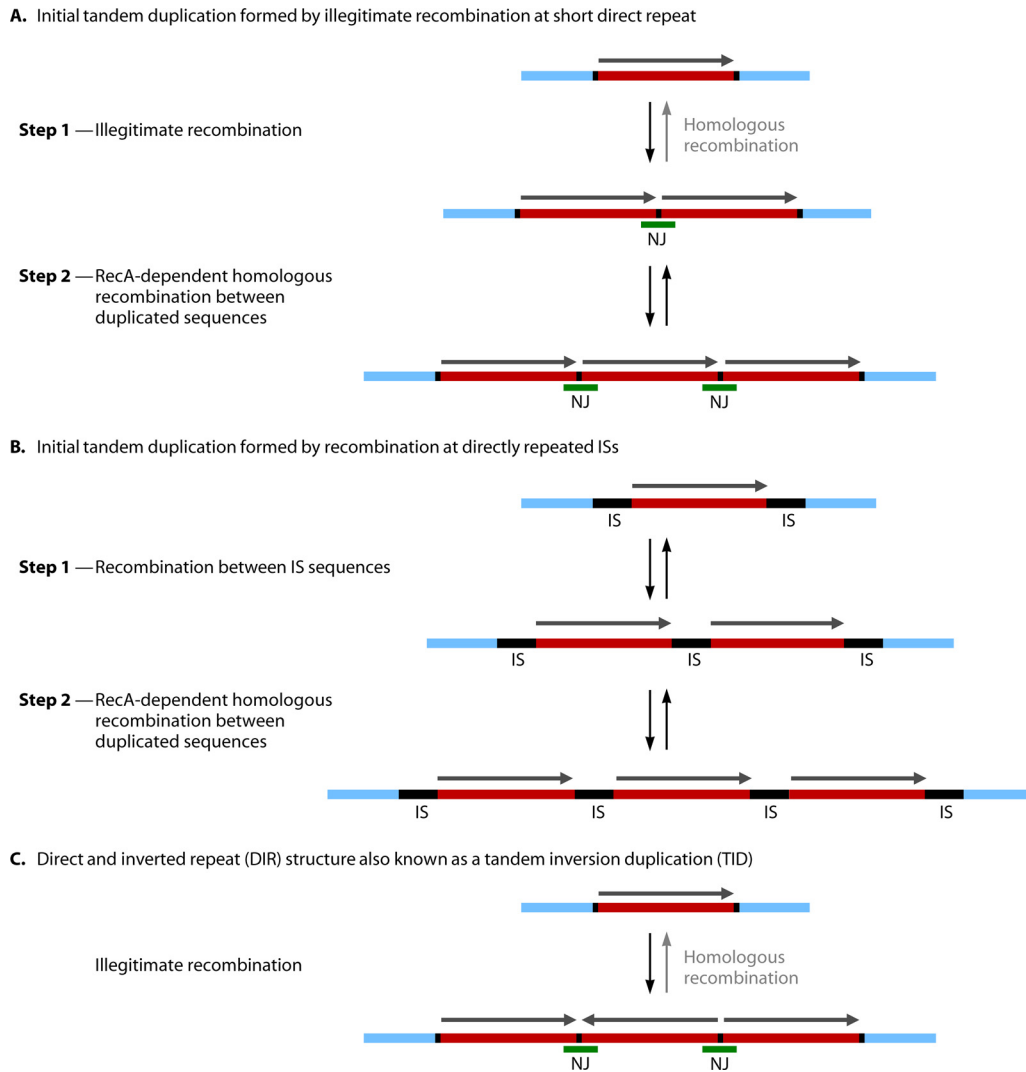 A. Initial tandem duplication formed by illegitimate recombination at short direct repeat
Step 1 — Illegitimate recombination
Homologous
recombination
NJ
Step 2 — RecA-dependent homologous
recombination between
duplicated sequences
NJ NJ
B. Initial tandem duplication formed by recombination at directly repeated ISs
IS IS
Step 1 — Recombination between IS sequences
IS IS IS
Step 2 — RecA-dependent homologous
recombination between
duplicated sequences
IS IS IS IS
C. Direct and inverted repeat (DIR) structure also known as a tandem inversion duplication (TID)
Illegitimate recombination
Homologous
recombination
NJ NJ